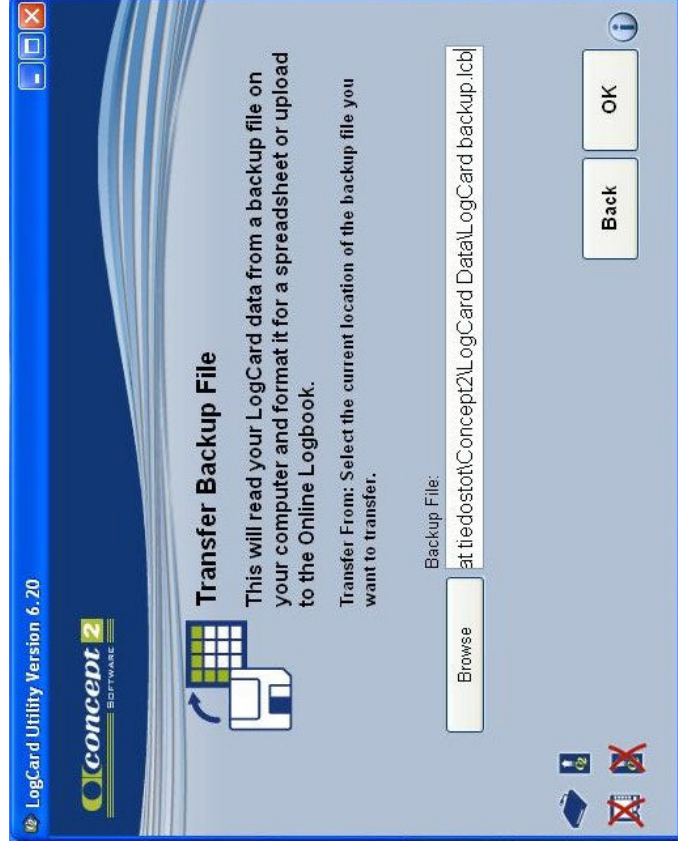 LogCard Utility Version 6.20
concept 2
SOFTWARE
Transfer Backup File
This will read your LogCard data from a backup file on
your computer and format it for a spreadsheet or upload
to the Online Logbook.
Transfer From: Select the current location of the backup file you
want to transfer.
Backup File:
Browse
at tiedostot\Concept2\LogCard Data\LogCard backup.lcb
Back
OK